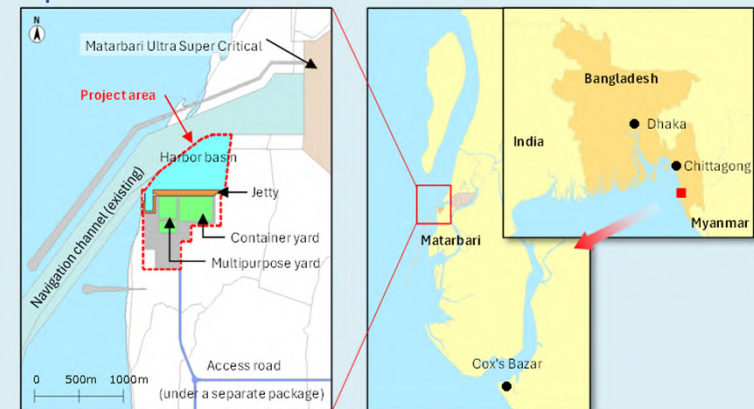 N
Matarbari Ultra Super Critical
Project area
Harbor basin
Navigation channel (existing)
Jetty
Container yard
Multipurpose yard
Access road
(under a separate package)
0 500m 1000m
Matarbari
Cox's Bazar
Bangladesh
Dhaka
India
Chittagong
Myanmar